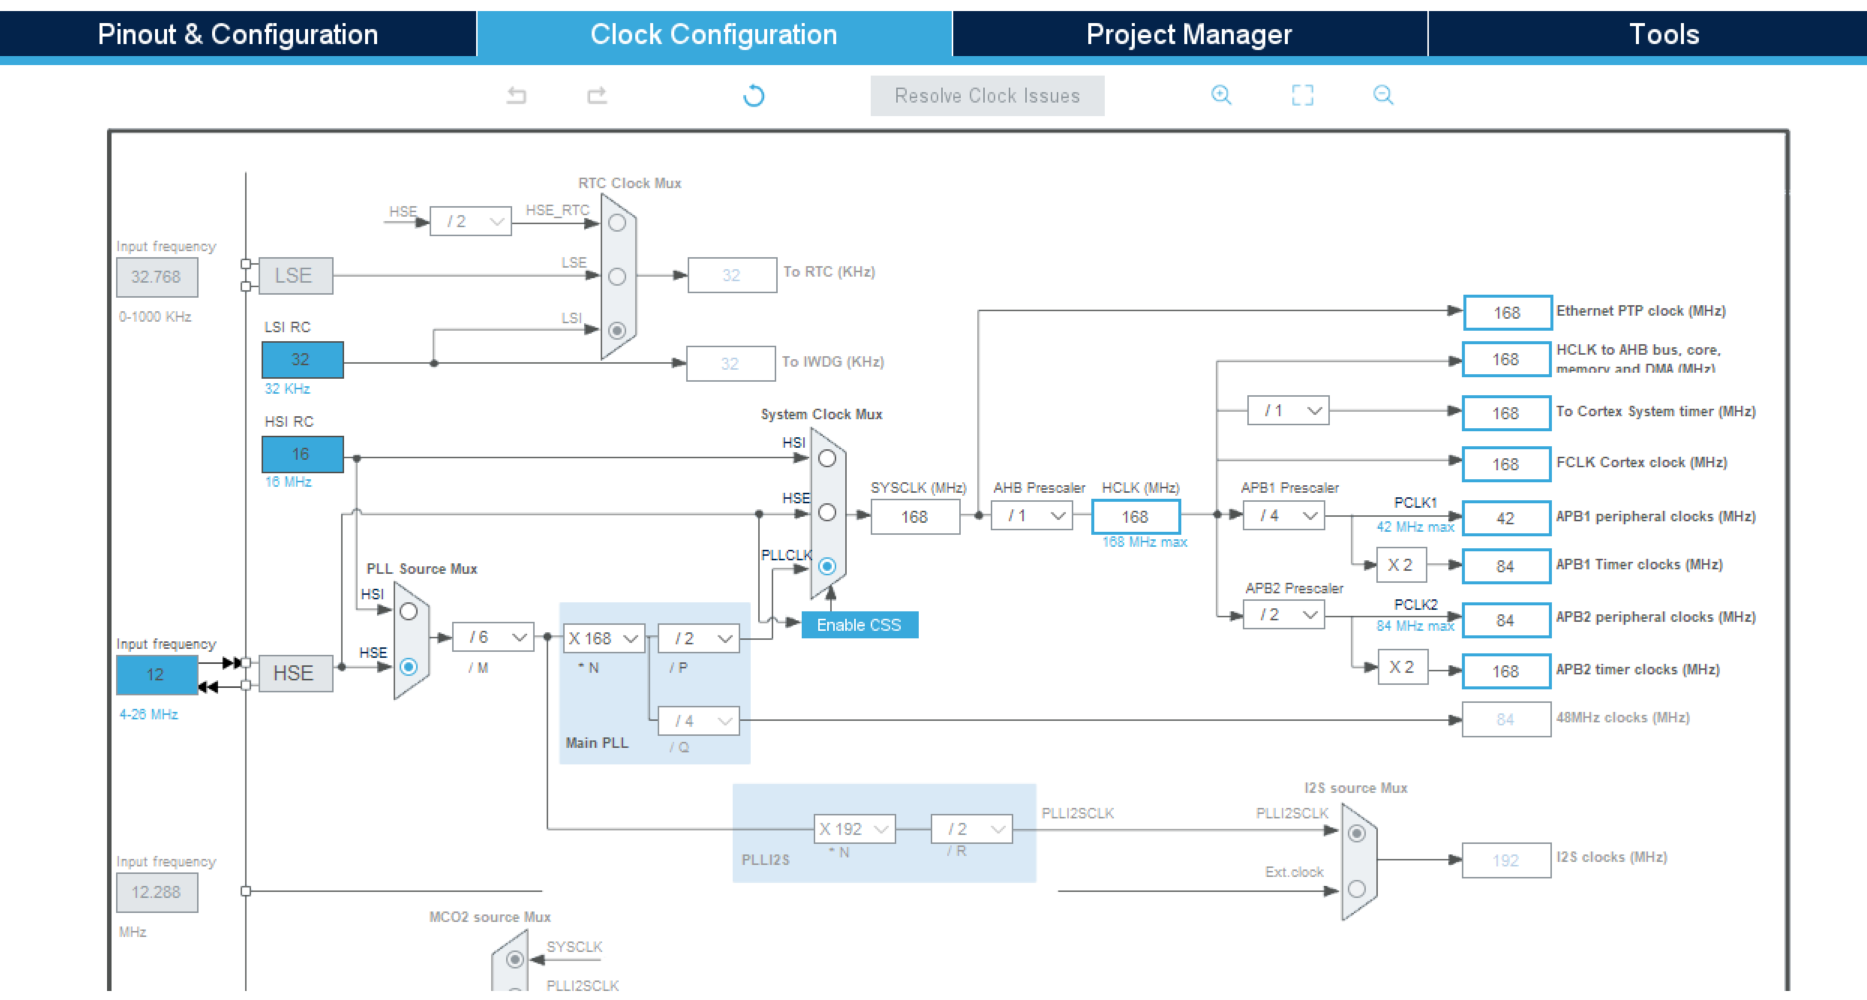 Pinout & Configuration
Clock Configuration
Project Manager
Tools
Resolve Clock Issues
RTC Clock Mux
HSE
/ 2
HSE_RTC
Input frequency
32.768
0-1000 KHz
LSE
LSE
32
To RTC (KHz)
LSI RC
32
32 KHz
LSI
32
To IWDG (KHz)
HSI RC
16
16 MHz
System Clock Mux
HSI
HSE
PLLCLK
SYSCLK (MHz)
168
AHB Prescaler
/ 1
HCLK (MHz)
168
168 MHz max
168
Ethernet PTP clock (MHz)
168
HCLK to AHB bus, core,
memory and DMA (MHz)
/ 1
168
To Cortex System timer (MHz)
168
FCLK Cortex clock (MHz)
APB1 Prescaler
/ 4
PCLK1
42 MHz max
42
APB1 peripheral clocks (MHz)
X 2
84
APB1 Timer clocks (MHz)
APB2 Prescaler
/ 2
PCLK2
84 MHz max
84
APB2 peripheral clocks (MHz)
X 2
168
APB2 timer clocks (MHz)
PLL Source Mux
HSI
HSE
Input frequency
12
4-26 MHz
HSE
/ 6
/ M
X 168
* N
/ 2
/ P
Enable CSS
/ 4
/ Q
Main PLL
84
48MHz clocks (MHz)
PLLI2S
X 192
* N
/ 2
/ R
PLLI2SCLK
I2S source Mux
PLLI2SCLK
Ext.clock
192
I2S clocks (MHz)
Input frequency
12.288
MHz
MCO2 source Mux
SYSCLK
PLLI2SCLK